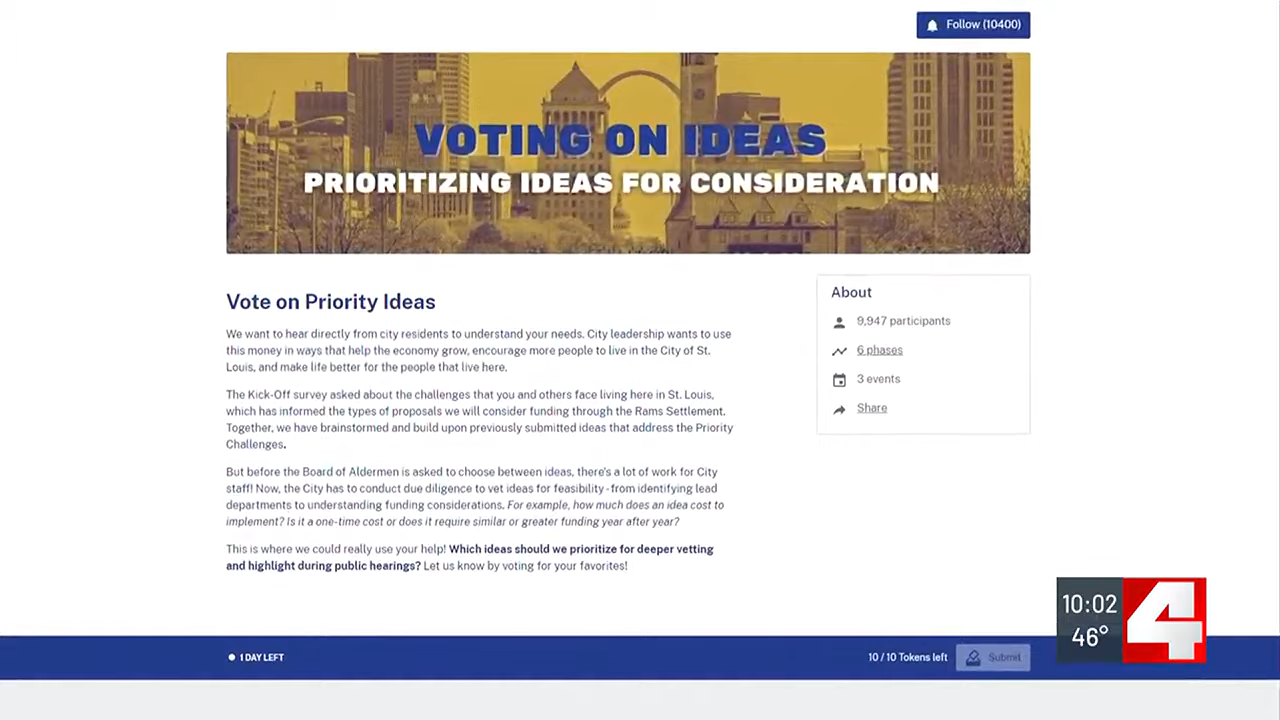 Follow (10400)
VOTING ON IDEAS
PRIORITIZING IDEAS FOR CONSIDERATION
Vote on Priority Ideas
We want to hear directly from city residents to understand your needs. City leadership wants to use
this money in ways that help the economy grow, encourage more people to live in the City of St.
Louis, and make life better for the people that live here.
The Kick-Off survey asked about the challenges that you and others face living here in St. Louis,
which has informed the types of proposals we will consider funding through the Rams Settlement.
Together, we have brainstormed and build upon previously submitted ideas that address the Priority
Challenges.
But before the Board of Aldermen is asked to choose between ideas, there's a lot of work for City
staff! Now, the City has to conduct due diligence to vet ideas for feasibility - from identifying lead
departments to understanding funding considerations. For example, how much does an idea cost to
implement? Is it a one-time cost or does it require similar or greater funding year after year?
This is where we could really use your help! Which ideas should we prioritize for deeper vetting
and highlight during public hearings? Let us know by voting for your favorites!
About
9,947 participants
6 phases
3 events
Share
1 DAY LEFT
10 / 10 Tokens left
Submit
10:02
46°
4